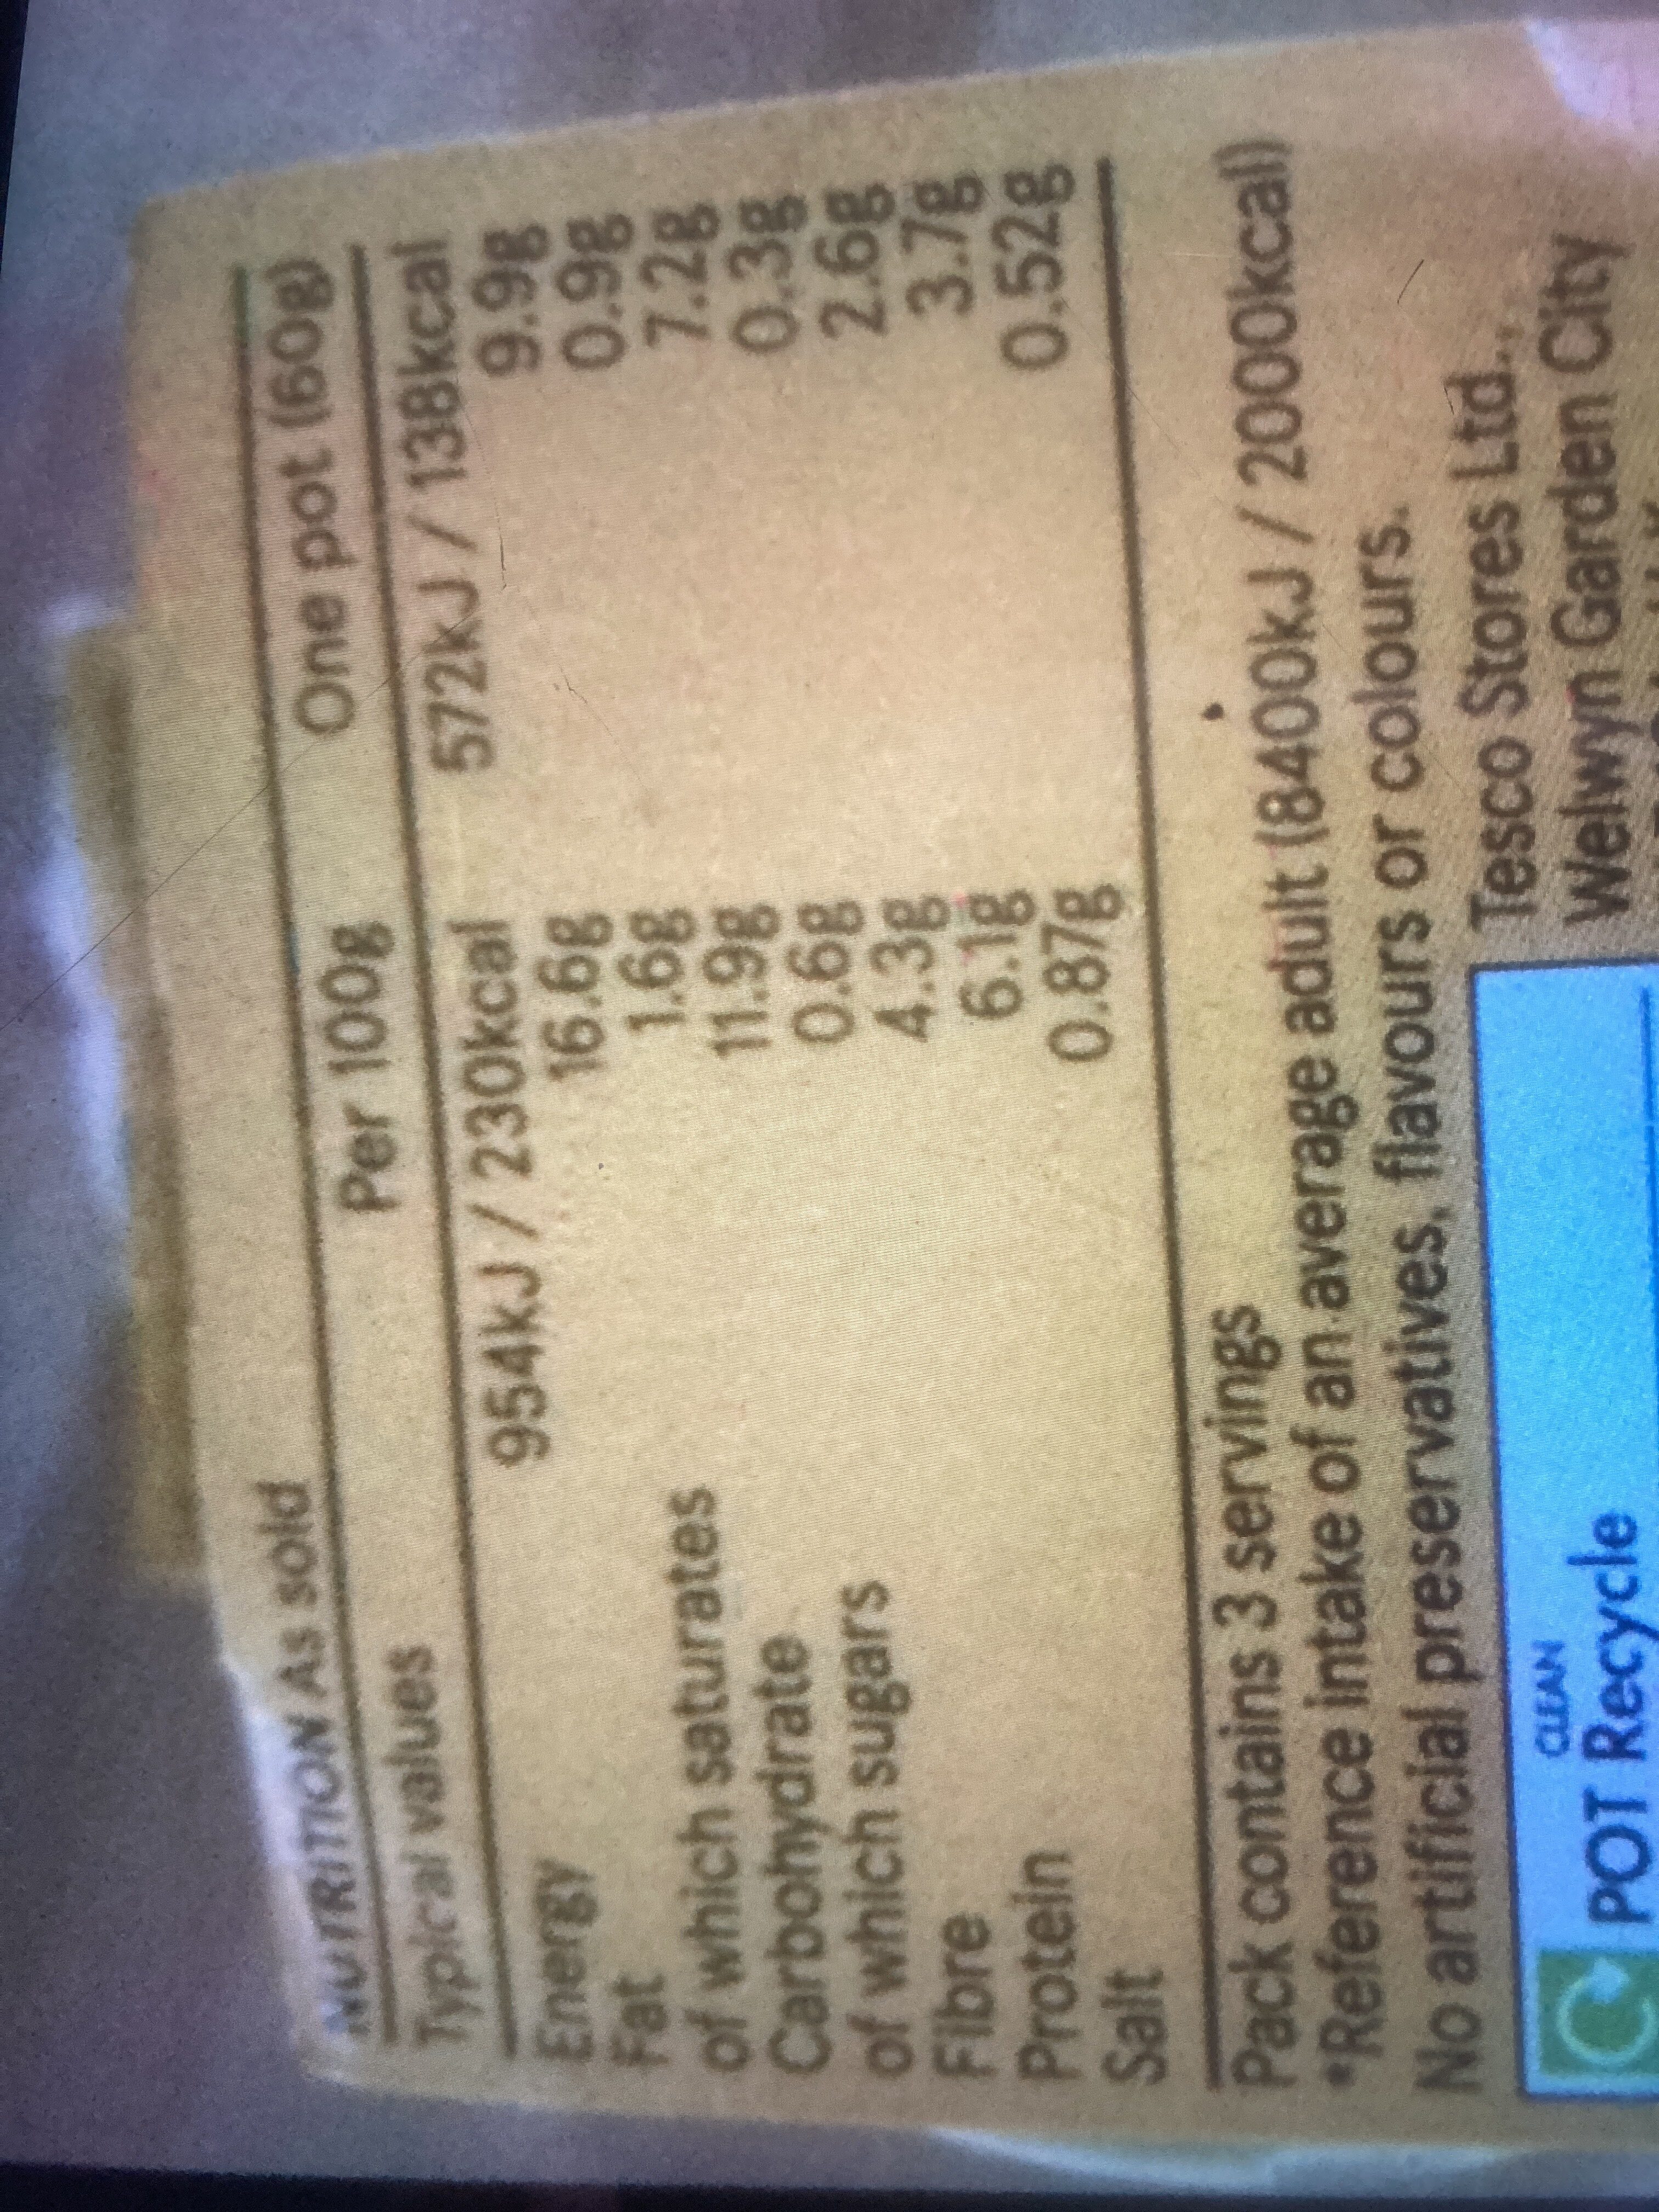 NUTRITION As sold
Typical values Per 100g One pot (60g)
Energy 954kJ / 230kcal 572kJ / 138kcal
Fat 16.6g 9.9g
of which saturates 1.6g 0.9g
Carbohydrate 11.9g 7.2g
of which sugars 0.6g 0.3g
Fibre 4.3g 2.6g
Protein 6.1g 3.7g
Salt 0.87g 0.52g
Pack contains 3 servings
*Reference intake of an average adult (8400kJ / 2000kcal)
No artificial preservatives, flavours or colours.
Tesco Stores Ltd.,
Welwyn Garden City
CLEAN
POT Recycle